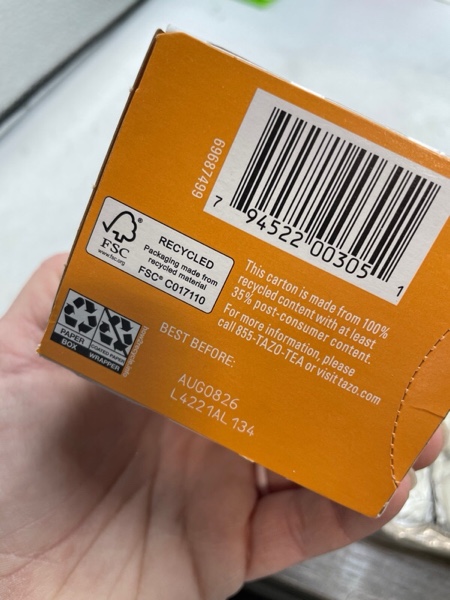 69687499
7 94522 00305 1
FSC®
www.fsc.org
RECYCLED
Packaging made from
recycled material
FSC® C017110
This carton is made from 100%
recycled content with at least
35% post-consumer content.
For more information, please
call 855-TAZO-TEA or visit tazo.com
PAPER
BOX
COATED PAPER
WRAPPER
BEST BEFORE:
AUG0826
L4221AL 134